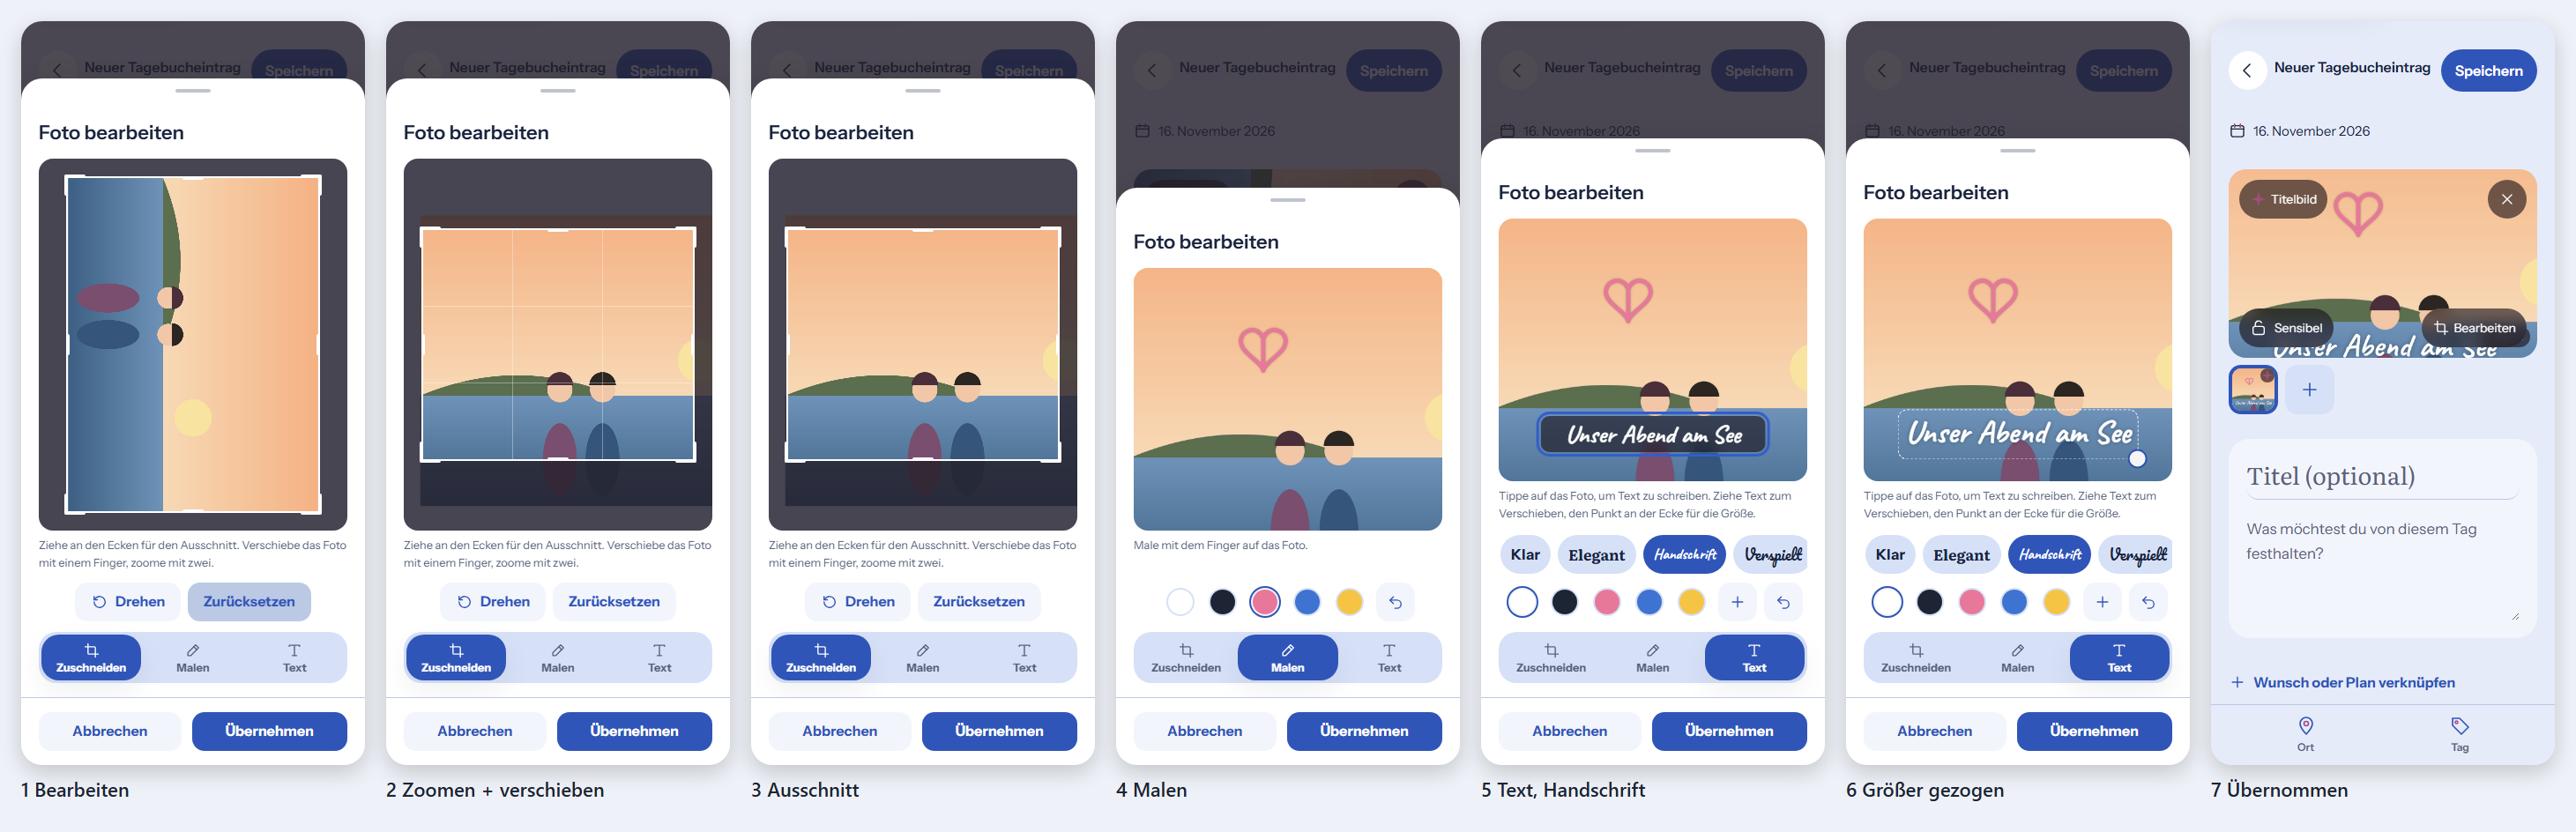 Neuer Tagebucheintrag
Speichern
Foto bearbeiten
Ziehe an den Ecken für den Ausschnitt. Verschiebe das Foto
mit einem Finger, zoome mit zwei.
Drehen
Zurücksetzen
Zuschneiden
Malen
Text
Abbrechen
Übernehmen
1 Bearbeiten
Neuer Tagebucheintrag
Speichern
Foto bearbeiten
Ziehe an den Ecken für den Ausschnitt. Verschiebe das Foto
mit einem Finger, zoome mit zwei.
Drehen
Zurücksetzen
Zuschneiden
Malen
Text
Abbrechen
Übernehmen
2 Zoomen + verschieben
Neuer Tagebucheintrag
Speichern
Foto bearbeiten
Ziehe an den Ecken für den Ausschnitt. Verschiebe das Foto
mit einem Finger, zoome mit zwei.
Drehen
Zurücksetzen
Zuschneiden
Malen
Text
Abbrechen
Übernehmen
3 Ausschnitt
Neuer Tagebucheintrag
Speichern
16. November 2026
Foto bearbeiten
Male mit dem Finger auf das Foto.
Zuschneiden
Malen
Text
Abbrechen
Übernehmen
4 Malen
Neuer Tagebucheintrag
Speichern
16. November 2026
Foto bearbeiten
Unser Abend am See
Tippe auf das Foto, um Text zu schreiben. Ziehe Text zum
Verschieben, den Punkt an der Ecke für die Größe.
Klar
Elegant
Handschrift
Verspielt
Zuschneiden
Malen
Text
Abbrechen
Übernehmen
5 Text, Handschrift
Neuer Tagebucheintrag
Speichern
16. November 2026
Foto bearbeiten
Unser Abend am See
Tippe auf das Foto, um Text zu schreiben. Ziehe Text zum
Verschieben, den Punkt an der Ecke für die Größe.
Klar
Elegant
Handschrift
Verspielt
Zuschneiden
Malen
Text
Abbrechen
Übernehmen
6 Größer gezogen
Neuer Tagebucheintrag
Speichern
16. November 2026
Titelbild
Sensibel
Bearbeiten
Unser Abend am See
Titel (optional)
Was möchtest du von diesem Tag
festhalten?
Wunsch oder Plan verknüpfen
Ort
Tag
7 Übernommen